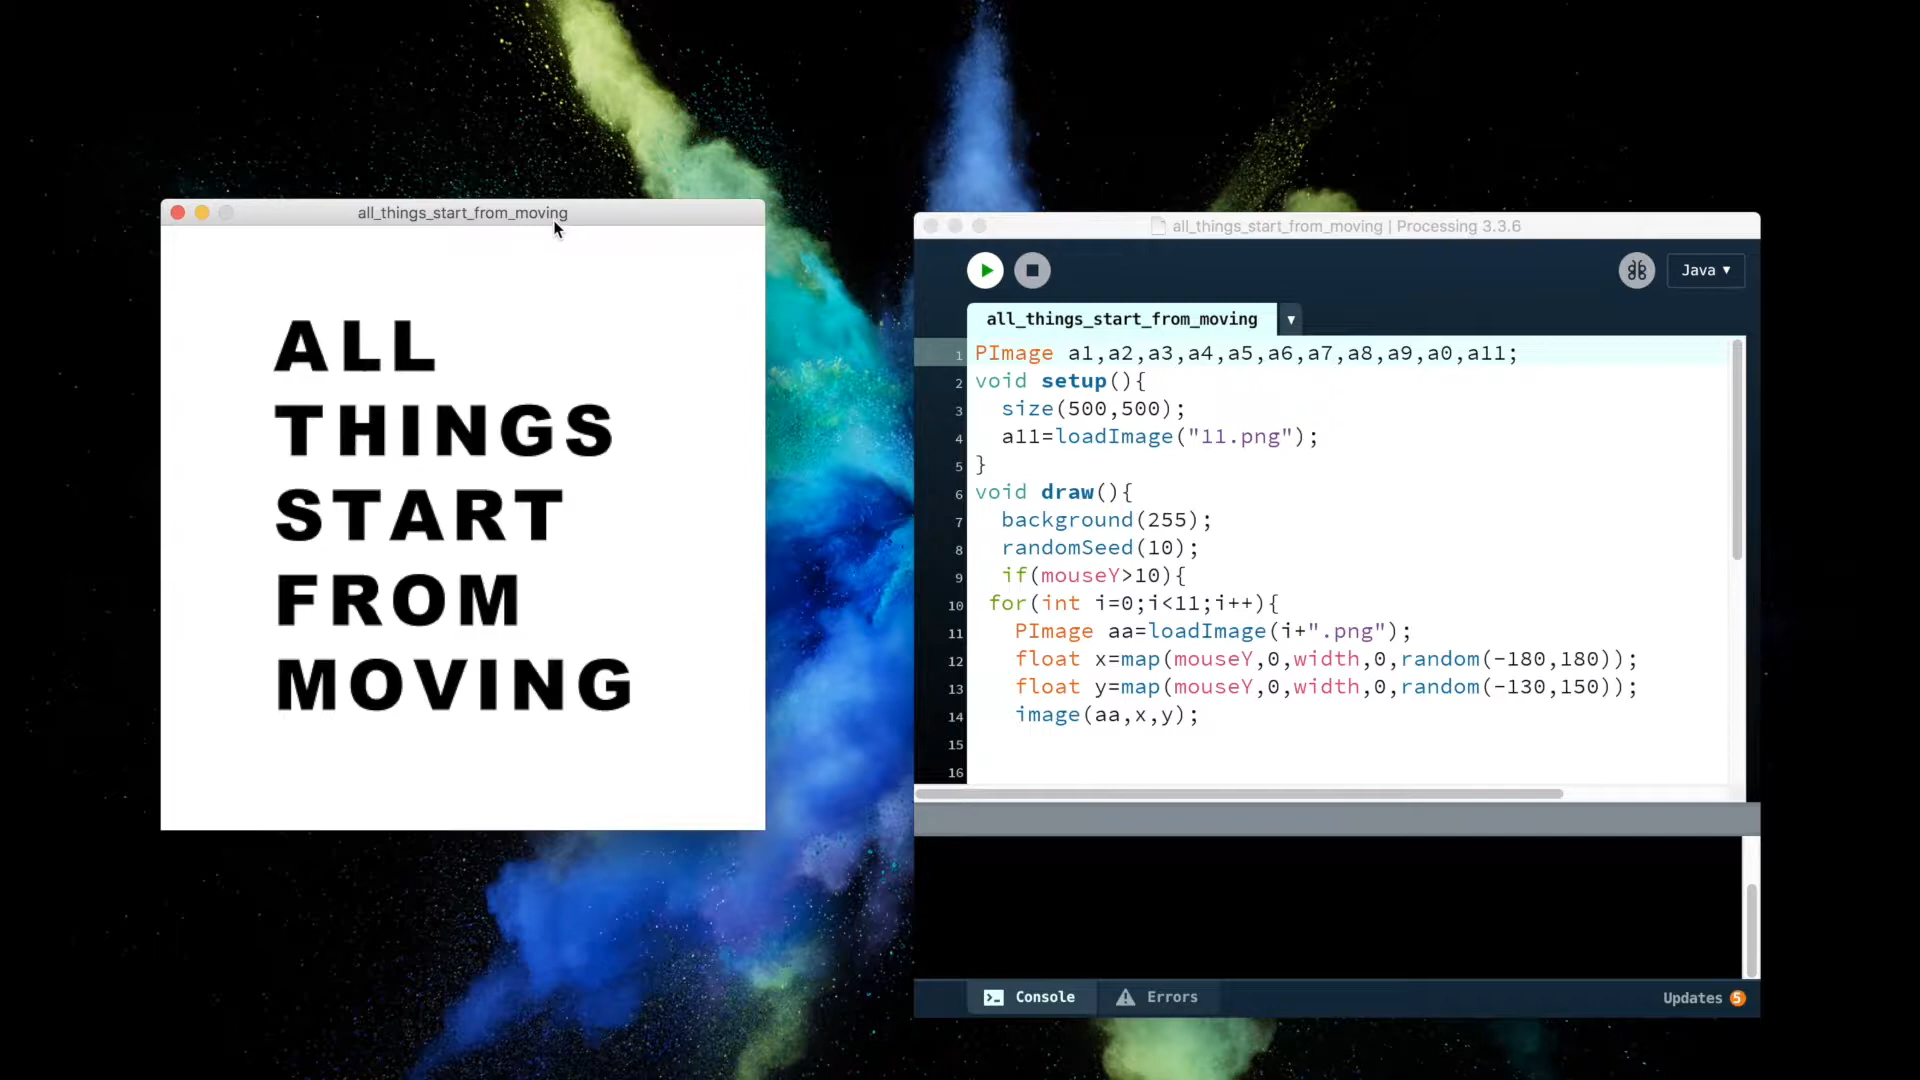 all_things_start_from_moving
ALL
THINGS
START
FROM
MOVING
all_things_start_from_moving | Processing 3.3.6
Java ▼
all_things_start_from_moving ▼
1 PImage a1,a2,a3,a4,a5,a6,a7,a8,a9,a0,a11;
2 void setup(){
3 size(500,500);
4 a11=loadImage("11.png");
5 }
6 void draw(){
7 background(255);
8 randomSeed(10);
9 if(mouseY>10){
10 for(int i=0;i<11;i++){
11 PImage aa=loadImage(i+".png");
12 float x=map(mouseY,0,width,0,random(-180,180));
13 float y=map(mouseY,0,width,0,random(-130,150));
14 image(aa,x,y);
15
16
Console Errors Updates 5